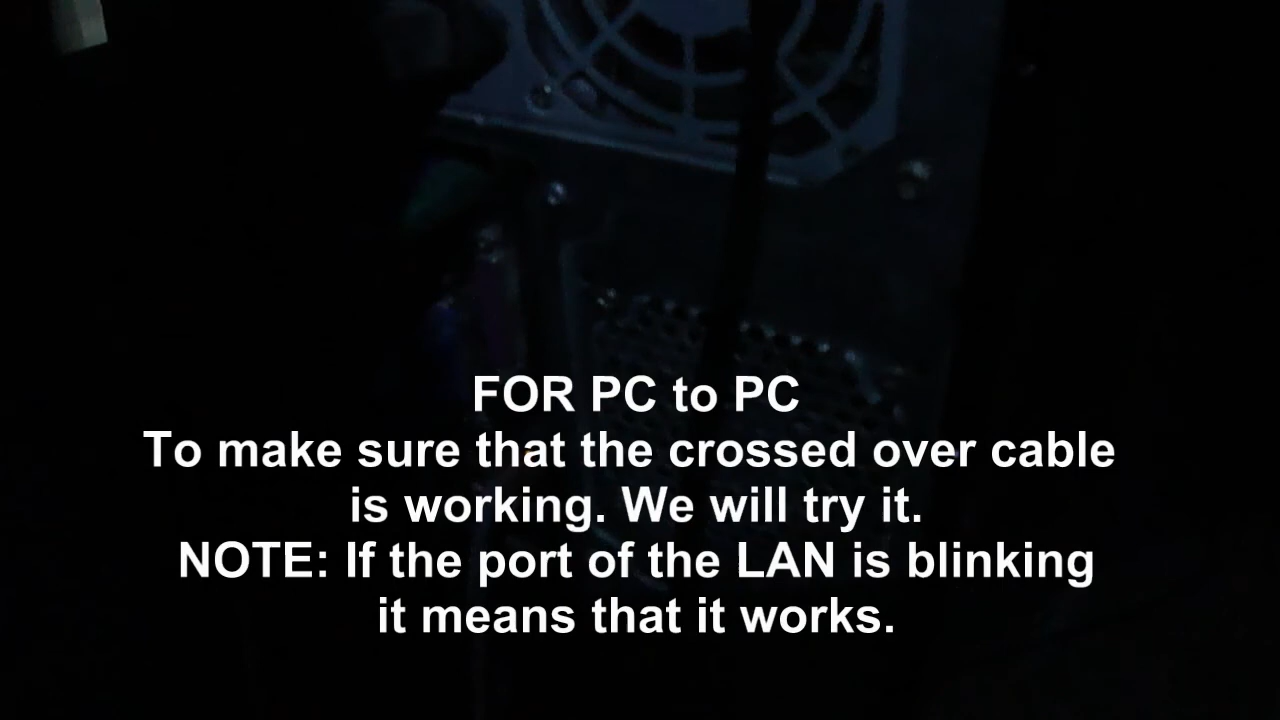 FOR PC to PC
To make sure that the crossed over cable
is working. We will try it.
NOTE: If the port of the LAN is blinking
it means that it works.